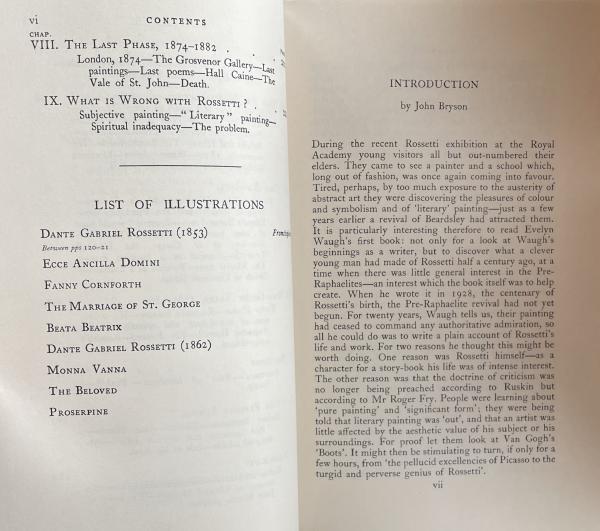 vi CONTENTS
CHAP.
VIII. The Last Phase, 1874–1882 . .
London, 1874—The Grosvenor Gallery—Last
paintings—Last poems—Hall Caine—The
Vale of St. John—Death.
IX. What is Wrong with Rossetti? .
Subjective painting—"Literary" painting—
Spiritual inadequacy—The problem.
LIST OF ILLUSTRATIONS
Dante Gabriel Rossetti (1853)
Between pps 120–21
Ecce Ancilla Domini
Fanny Cornforth
The Marriage of St. George
Beata Beatrix
Dante Gabriel Rossetti (1862)
Monna Vanna
The Beloved
Proserpine
INTRODUCTION
by John Bryson
During the recent Rossetti exhibition at the Royal
Academy young visitors all but out-numbered their
elders. They came to see a painter and a school which,
long out of fashion, was once again coming into favour.
Tired, perhaps, by too much exposure to the austerity of
abstract art they were discovering the pleasures of colour
and symbolism and of 'literary' painting—just as a few
years earlier a revival of Beardsley had attracted them.
It is particularly interesting therefore to read Evelyn
Waugh's first book: not only for a look at Waugh's
beginnings as a writer, but to discover what a clever
young man had made of Rossetti half a century ago, at a
time when there was little general interest in the Pre-
Raphaelites—an interest which the book itself was to help
create. When he wrote it in 1928, the centenary of
Rossetti's birth, the Pre-Raphaelite revival had not yet
begun. For twenty years, Waugh tells us, their painting
had ceased to command any authoritative admiration, so
all he could do was to write a plain account of Rossetti's
life and work. For two reasons he thought this might be
worth doing. One reason was Rossetti himself—as a
character for a story-book his life was of intense interest.
The other reason was that the doctrine of criticism was
no longer being preached according to Ruskin but
according to Mr Roger Fry. People were learning about
'pure painting' and 'significant form'; they were being
told that literary painting was 'out', and that an artist was
little affected by the aesthetic value of his subject or his
surroundings. For proof let them look at Van Gogh's
'Boots'. It might then be stimulating to turn, if only for a
few hours, from 'the pellucid excellencies of Picasso to the
turgid and perverse genius of Rossetti'.
vii